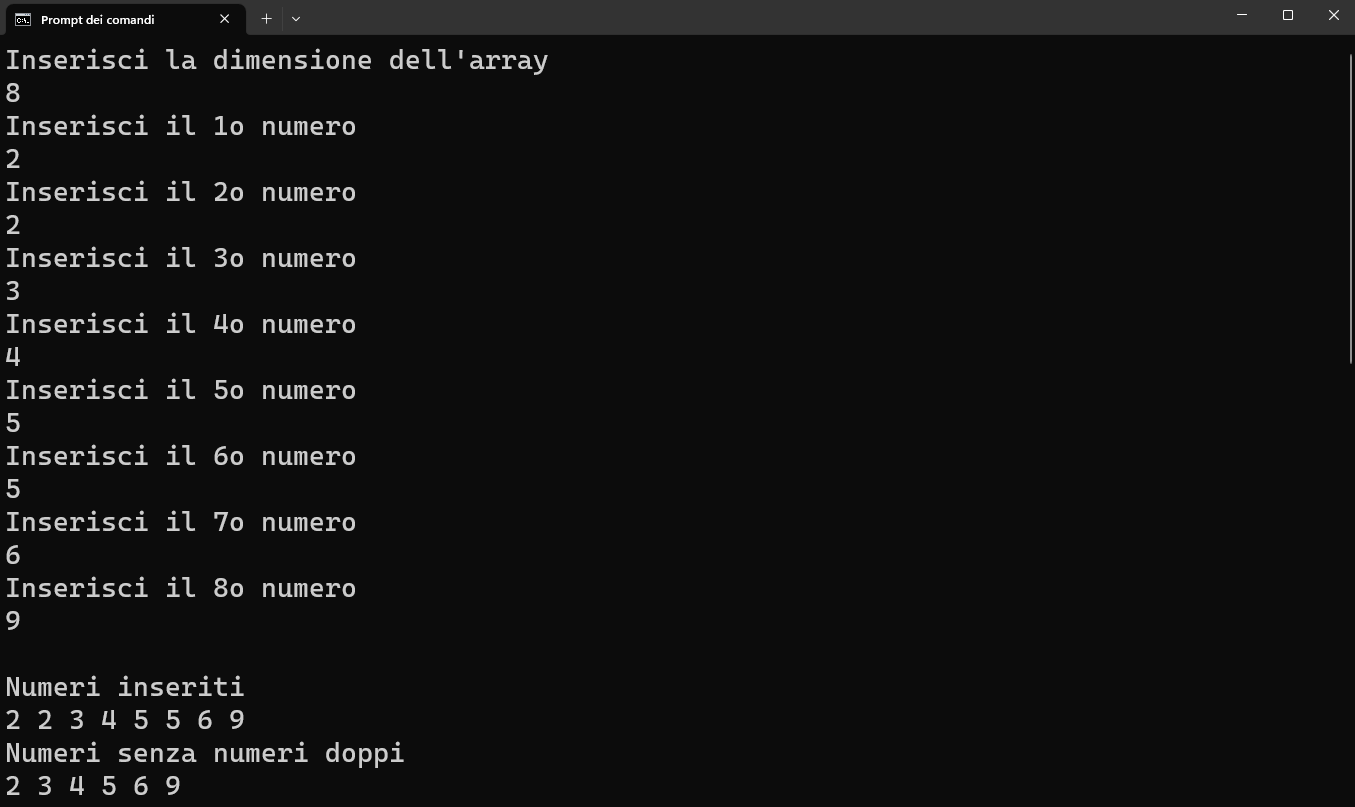 Prompt dei comandi
Inserisci la dimensione dell'array
8
Inserisci il 1o numero
2
Inserisci il 2o numero
2
Inserisci il 3o numero
3
Inserisci il 4o numero
4
Inserisci il 5o numero
5
Inserisci il 6o numero
5
Inserisci il 7o numero
6
Inserisci il 8o numero
9
Numeri inseriti
2 2 3 4 5 5 6 9
Numeri senza numeri doppi
2 3 4 5 6 9